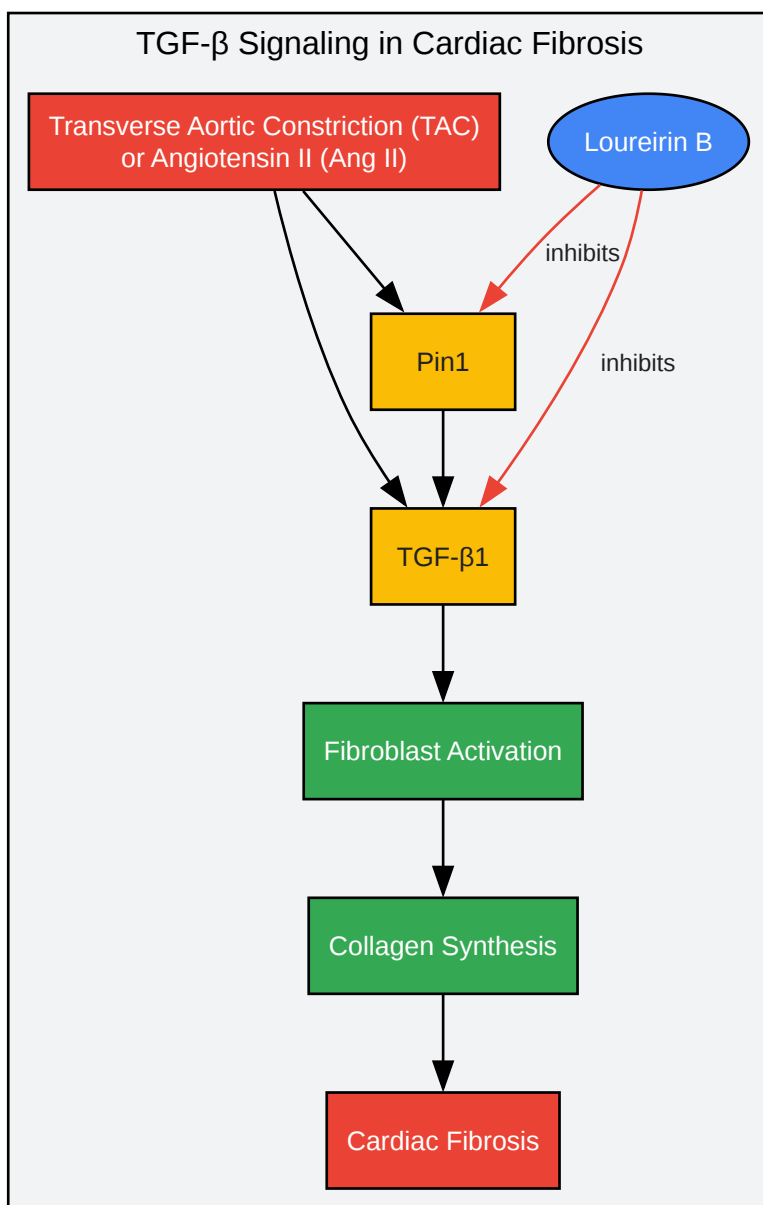 TGF-β Signaling in Cardiac Fibrosis
Transverse Aortic Constriction (TAC)
or Angiotensin II (Ang II)
Loureirin B
inhibits
Pin1
inhibits
TGF-β1
Fibroblast Activation
Collagen Synthesis
Cardiac Fibrosis